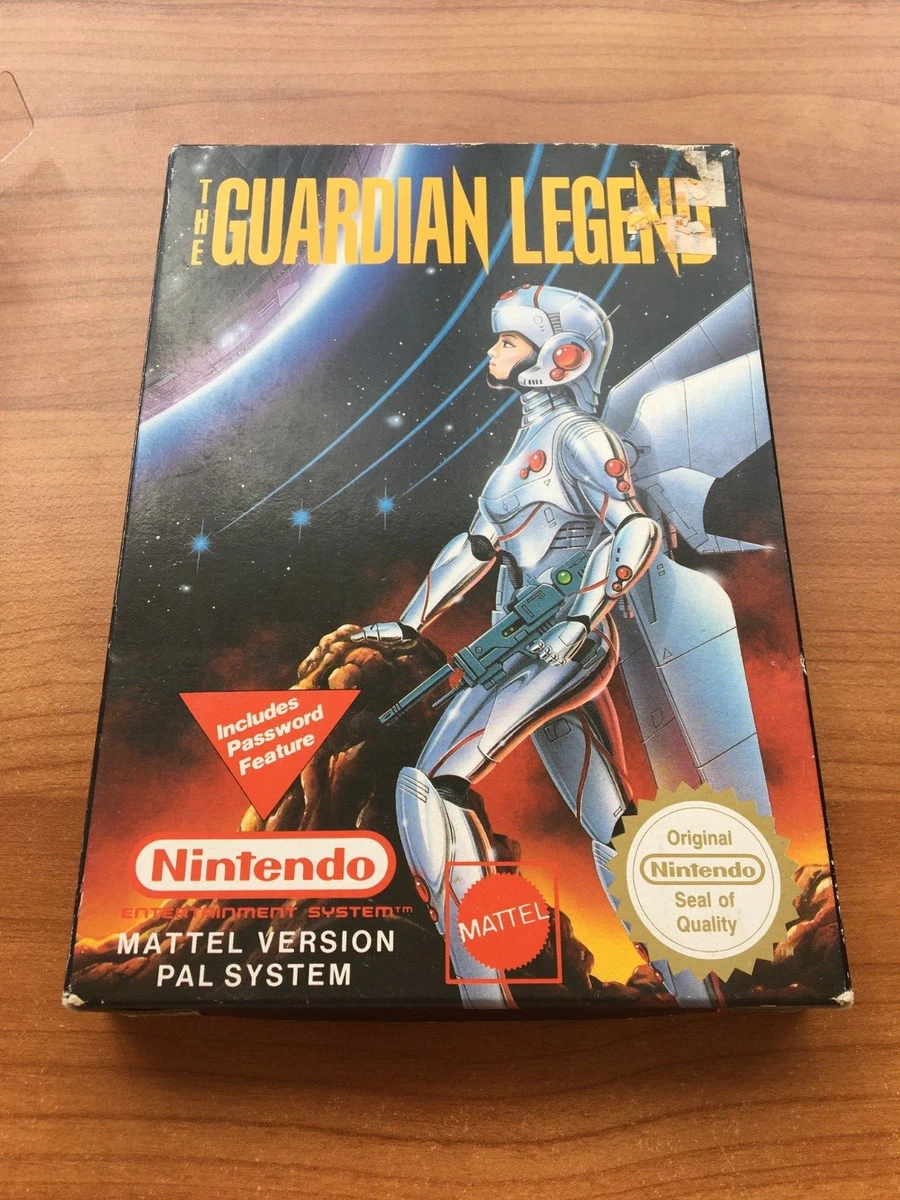 THE GUARDIAN LEGEND
Includes
Password
Feature
Nintendo
ENTERTAINMENT SYSTEM™
MATTEL VERSION
PAL SYSTEM
MATTEL
Original
Nintendo
Seal of
Quality